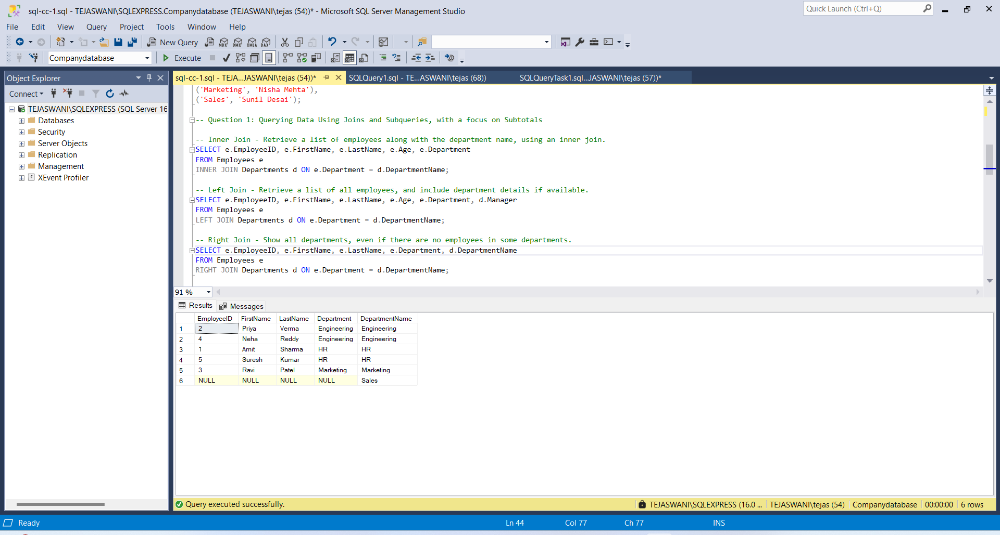 sql-cc-1.sql - TEJASWANI\SQLEXPRESS.Companydatabase (TEJASWANI\tejas (54))* - Microsoft SQL Server Management Studio
Quick Launch (Ctrl+Q)
File Edit View Query Project Tools Window Help
New Query MDX DMX XMLA DAX
Companydatabase Execute
Object Explorer
sql-cc-1.sql - TEJA...JASWANI\tejas (54))* SQLQuery1.sql - TE...ASWANI\tejas (68)) SQLQueryTask1.sql...JASWANI\tejas (57))*
Connect
TEJASWANI\SQLEXPRESS (SQL Server 16
Databases
Security
Server Objects
Replication
Management
XEvent Profiler
('Marketing', 'Nisha Mehta'),
('Sales', 'Sunil Desai');
-- Question 1: Querying Data Using Joins and Subqueries, with a focus on Subtotals
-- Inner Join - Retrieve a list of employees along with the department name, using an inner join.
SELECT e.EmployeeID, e.FirstName, e.LastName, e.Age, e.Department
FROM Employees e
INNER JOIN Departments d ON e.Department = d.DepartmentName;
-- Left Join - Retrieve a list of all employees, and include department details if available.
SELECT e.EmployeeID, e.FirstName, e.LastName, e.Age, e.Department, d.Manager
FROM Employees e
LEFT JOIN Departments d ON e.Department = d.DepartmentName;
-- Right Join - Show all departments, even if there are no employees in some departments.
SELECT e.EmployeeID, e.FirstName, e.LastName, e.Department, d.DepartmentName
FROM Employees e
RIGHT JOIN Departments d ON e.Department = d.DepartmentName;
91 %
Results Messages
EmployeeID FirstName LastName Department DepartmentName
1 2 Priya Verma Engineering Engineering
2 4 Neha Reddy Engineering Engineering
3 1 Amit Sharma HR HR
4 5 Suresh Kumar HR HR
5 3 Ravi Patel Marketing Marketing
6 NULL NULL NULL NULL Sales
Query executed successfully. TEJASWANI\SQLEXPRESS (16.0 ... TEJASWANI\tejas (54) Companydatabase 00:00:00 6 rows
Ready Ln 44 Col 77 Ch 77 INS